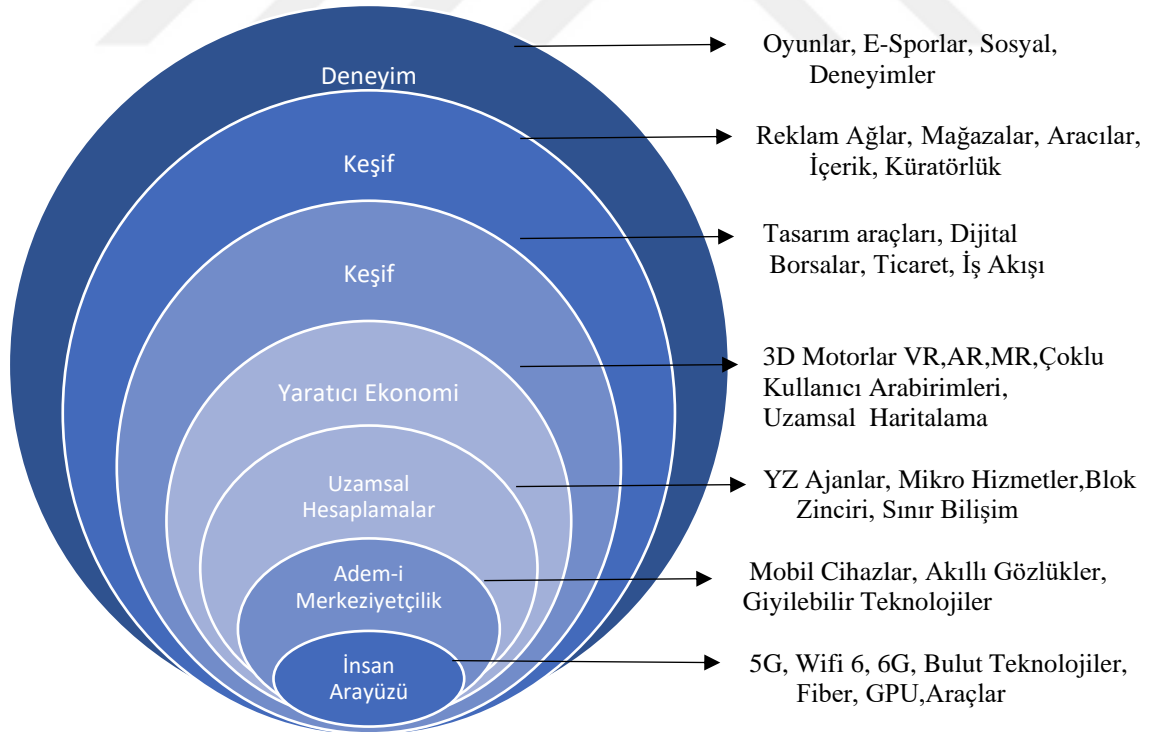 Oyunlar, E-Sporlar, Sosyal,
Deneyimler
Deneyim
Reklam Ağlar, Mağazalar, Aracılar,
İçerik, Küratörlük
Keşif
Tasarım araçları, Dijital
Borsalar, Ticaret, İş Akışı
Keşif
3D Motorlar VR,AR,MR,Çoklu
Kullanıcı Arabirimleri,
Uzamsal Haritalama
Yaratıcı Ekonomi
YZ Ajanlar, Mikro Hizmetler,Blok
Zinciri, Sınır Bilişim
Uzamsal
Hesaplamalar
Mobil Cihazlar, Akıllı Gözlükler,
Giyilebilir Teknolojiler
Adem-i
Merkeziyetçilik
5G, Wifi 6, 6G, Bulut Teknolojiler,
Fiber, GPU,Araçlar
İnsan
Arayüzü